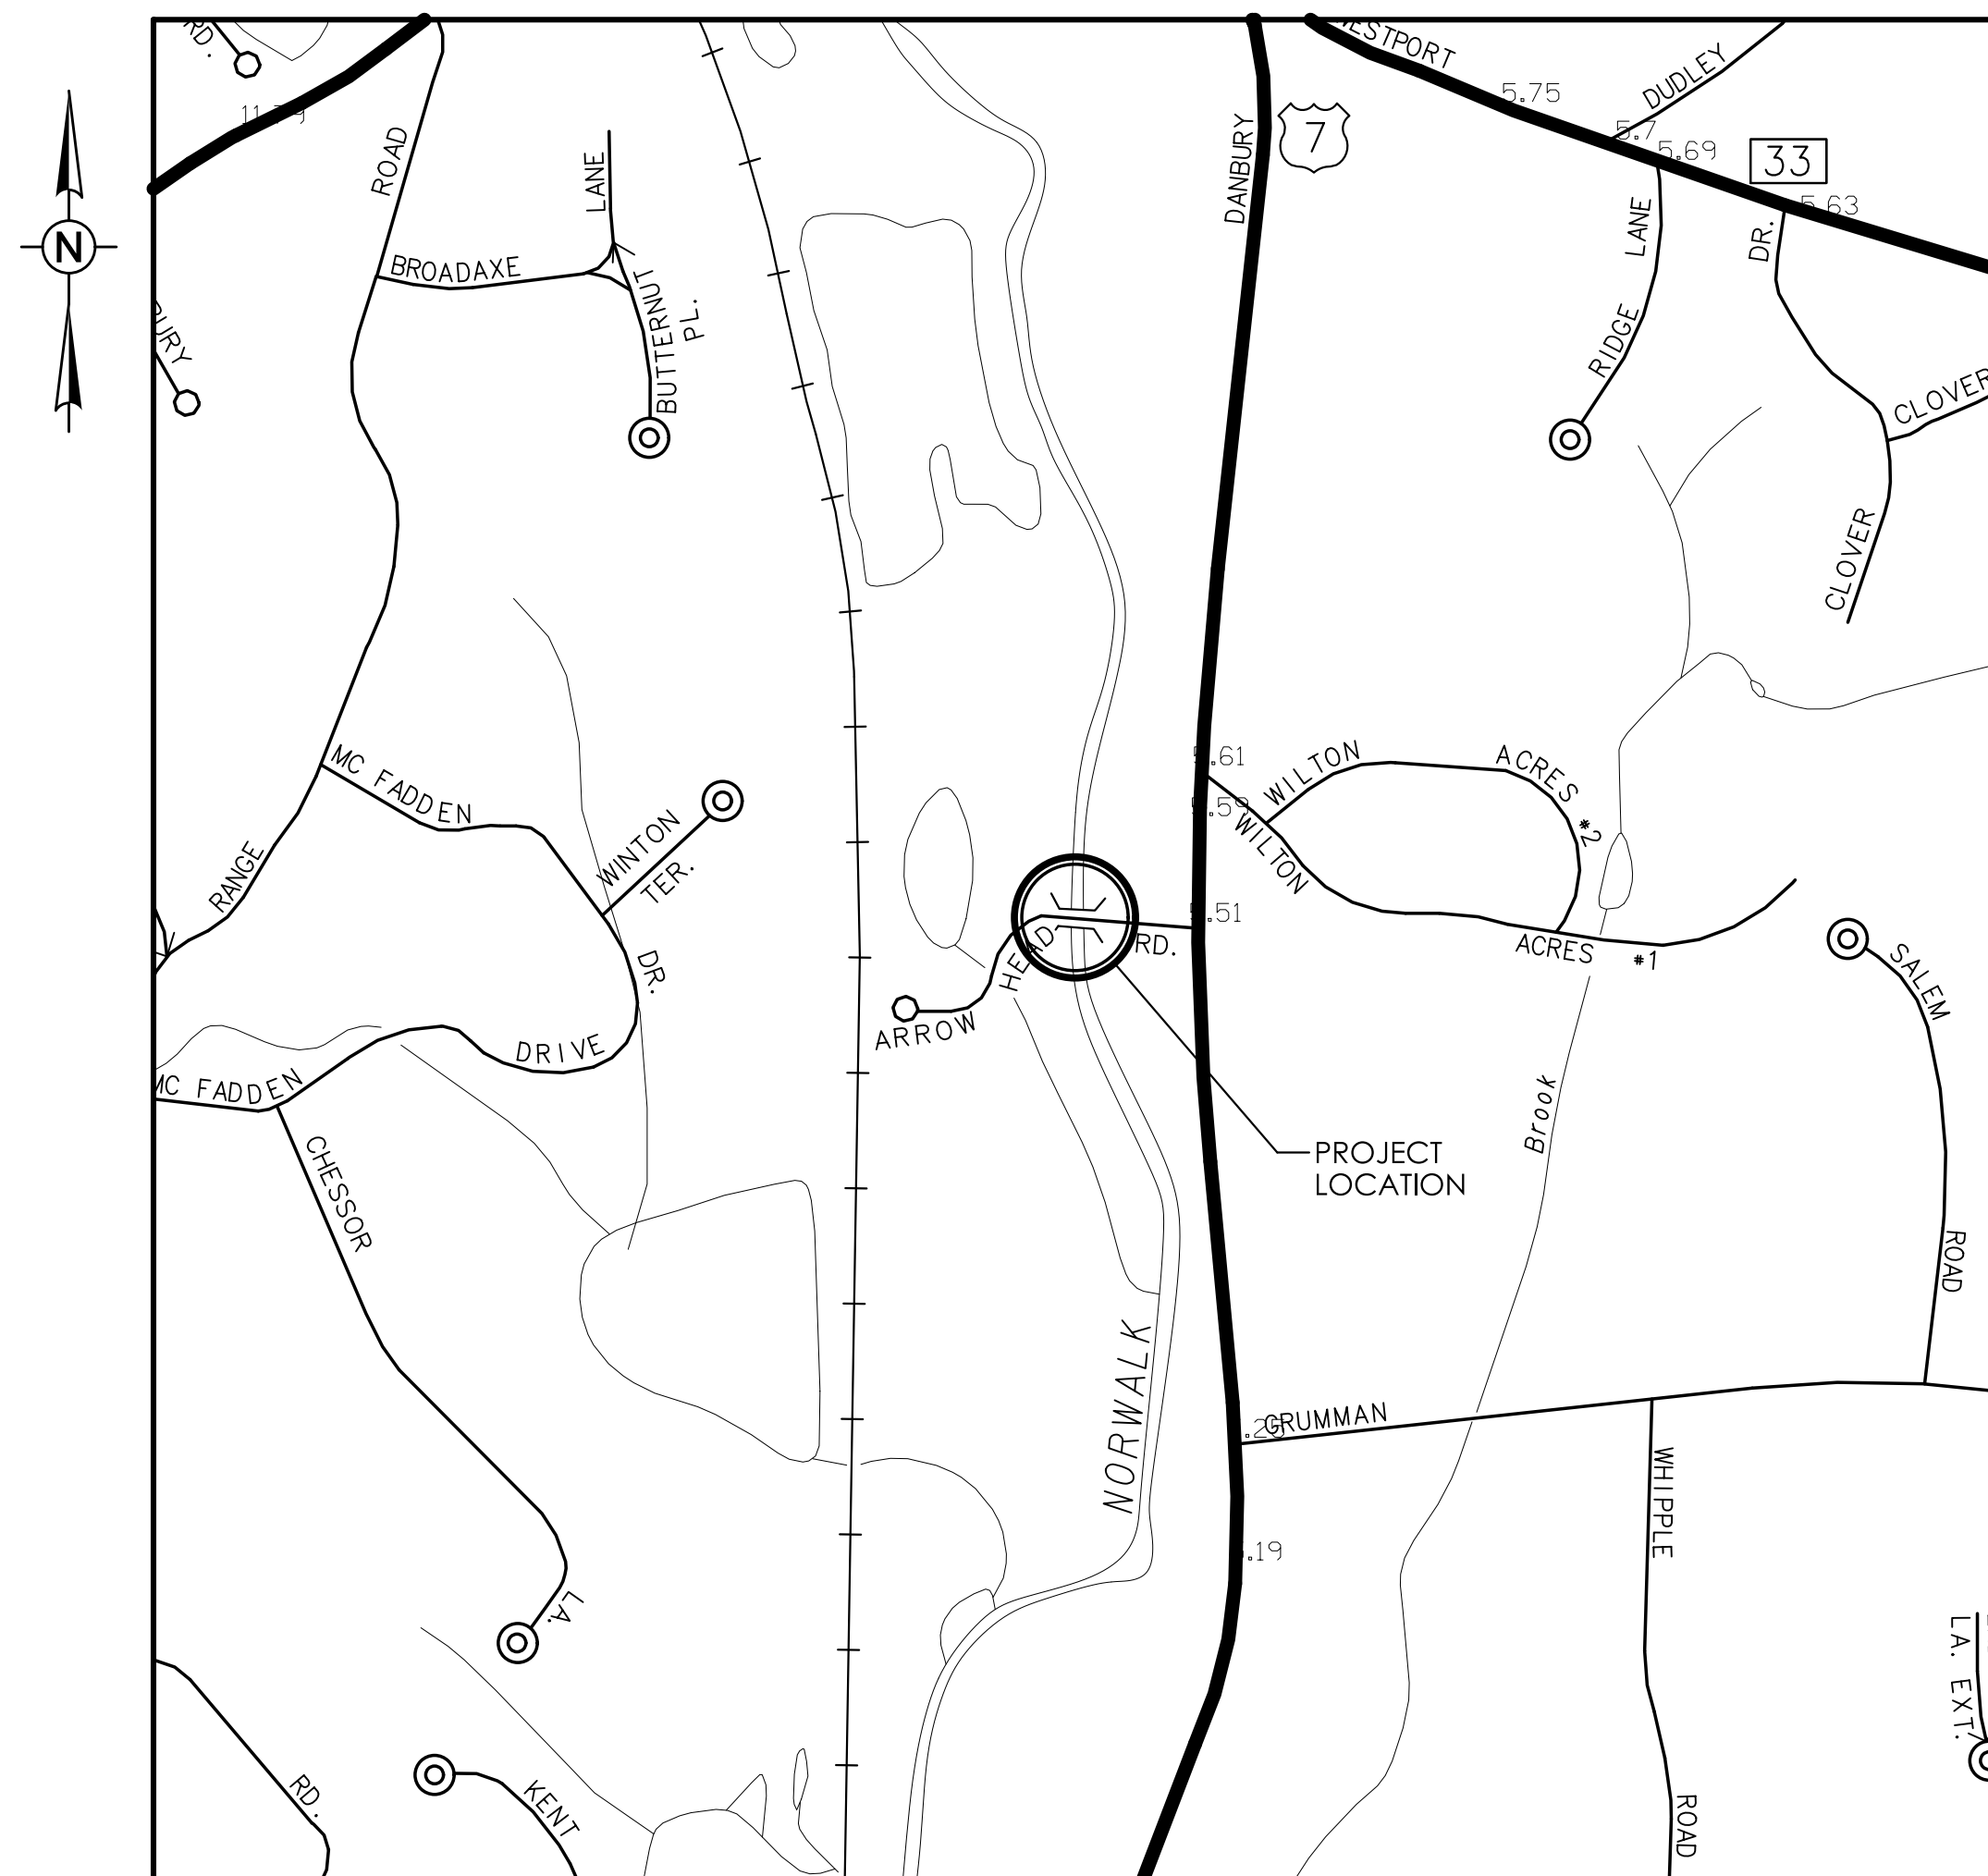 RD.
ESTPORT
5.75
DUDLEY
5.7
5.69
33
5.63
7
DANBURY
ROAD
LANE
N
BROADAXE
BUTTERNUT
PL.
LANE
RIDGE
DR.
CLOVER
CLOVER
URY
MC FADDEN
WINTON
TER.
DR.
DRIVE
RANGE
MC FADDEN
CHESSOR
LA.
.61
WILTON
ACRES
#2
5.59
WILTON
ACRES #1
.51
HEAD
RD.
ARROW
SALEM
ROAD
Brook
PROJECT
LOCATION
NORWALK
GRUMMAN
WHIPPLE
ROAD
.19
LA. EXT.
RD.
KENT